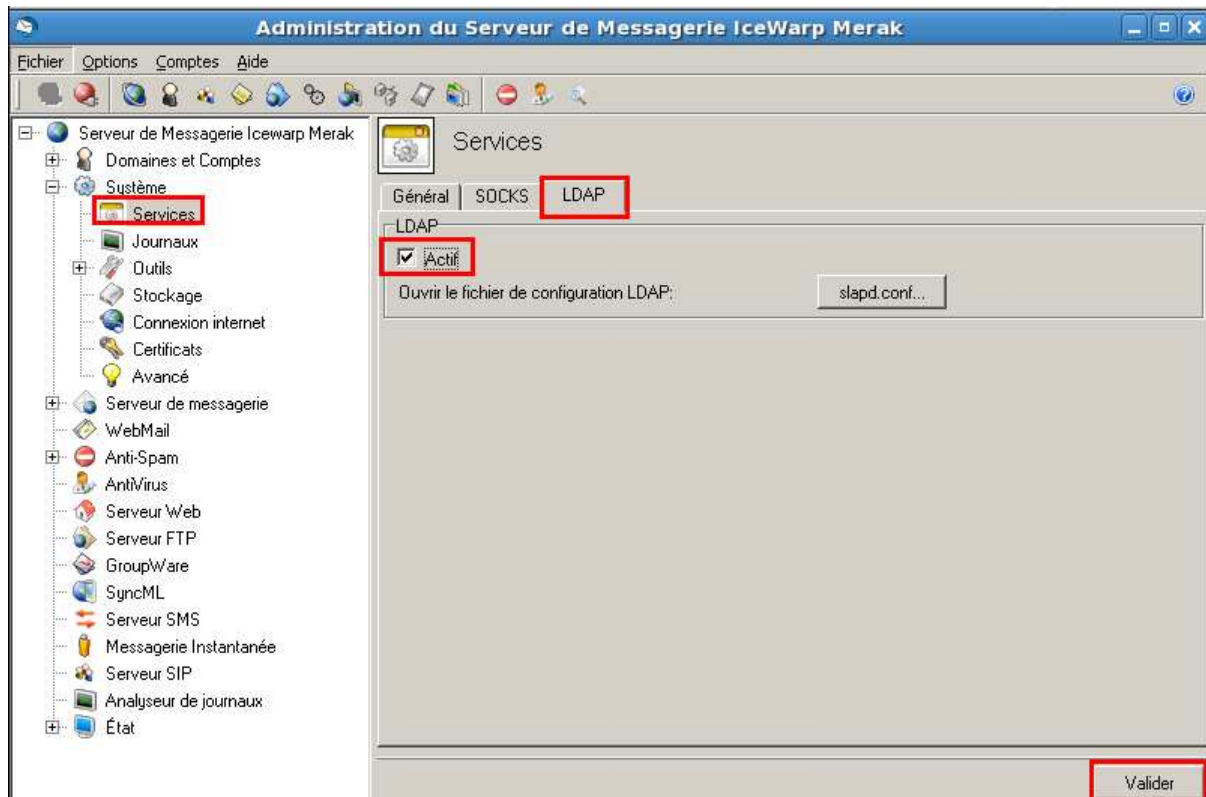 Administration du Serveur de Messagerie IceWarp Merak
Fichier Options Comptes Aide
Serveur de Messagerie Icewarp Merak
Domaines et Comptes
Système
Services
Journaux
Outils
Stockage
Connexion internet
Certificats
Avancé
Serveur de messagerie
WebMail
Anti-Spam
AntiVirus
Serveur Web
Serveur FTP
GroupWare
SyncML
Serveur SMS
Messagerie Instantanée
Serveur SIP
Analyseur de journaux
État
Services
Général SOCKS LDAP
LDAP
Actif
Ouvrir le fichier de configuration LDAP: slapd.conf...
Valider